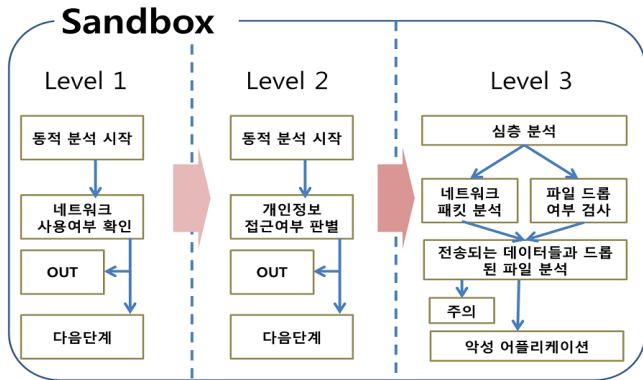 Sandbox
Level 1
동적 분석 시작
네트워크
사용여부 확인
OUT
다음단계
Level 2
동적 분석 시작
개인정보
접근여부 판별
OUT
다음단계
Level 3
심층 분석
네트워크
패킷 분석
파일 드롭
여부 검사
전송되는 데이터들과 드롭
된 파일 분석
주의
악성 어플리케이션